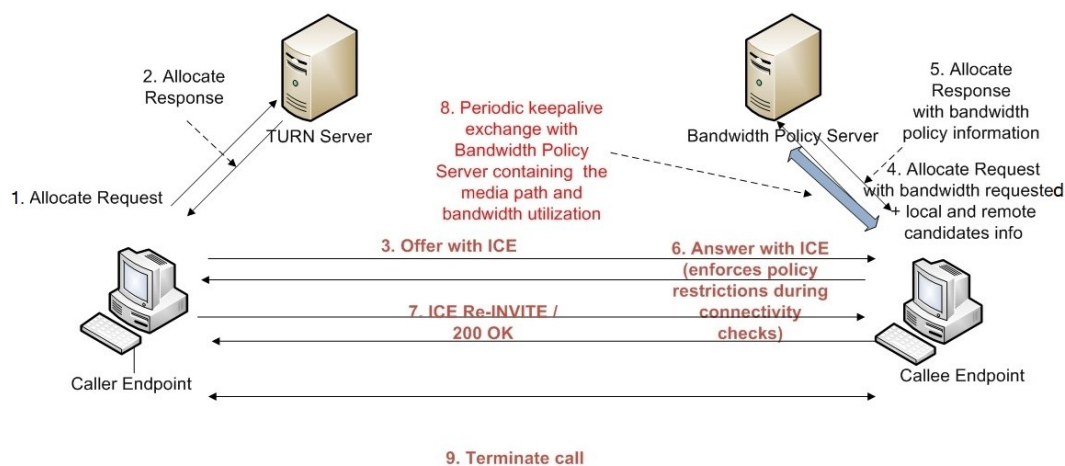 2. Allocate
Response
TURN Server
1. Allocate Request
8. Periodic keepalive
exchange with
Bandwidth Policy
Server containing the
media path and
bandwidth utilization
Bandwidth Policy Server
5. Allocate
Response
with bandwidth
policy information
4. Allocate Request
with bandwidth requested
+ local and remote
candidates info
3. Offer with ICE
6. Answer with ICE
(enforces policy
restrictions during
connectivity
checks)
7. ICE Re-INVITE /
200 OK
Caller Endpoint
Callee Endpoint
9. Terminate call